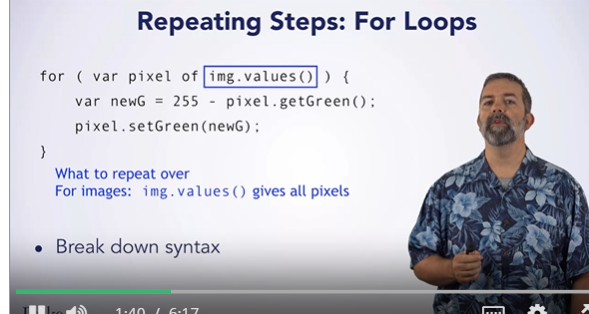 Repeating Steps: For Loops
for ( var pixel of img.values() ) {
var newG = 255 - pixel.getGreen();
pixel.setGreen(newG);
}
What to repeat over
For images: img.values() gives all pixels
• Break down syntax
1:40 / 6:17